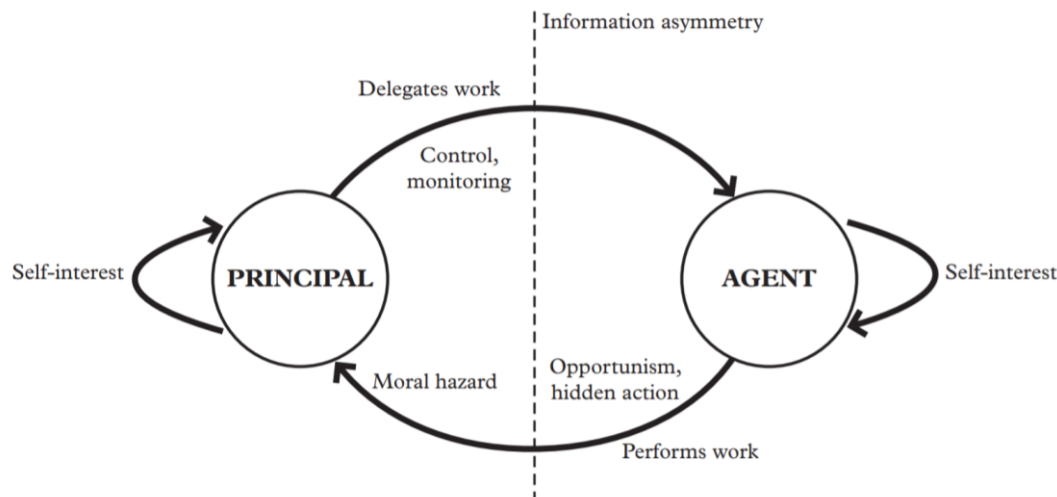 Information asymmetry
Delegates work
Control,
monitoring
Self-interest
PRINCIPAL
AGENT
Self-interest
Moral hazard
Opportunism,
hidden action
Performs work